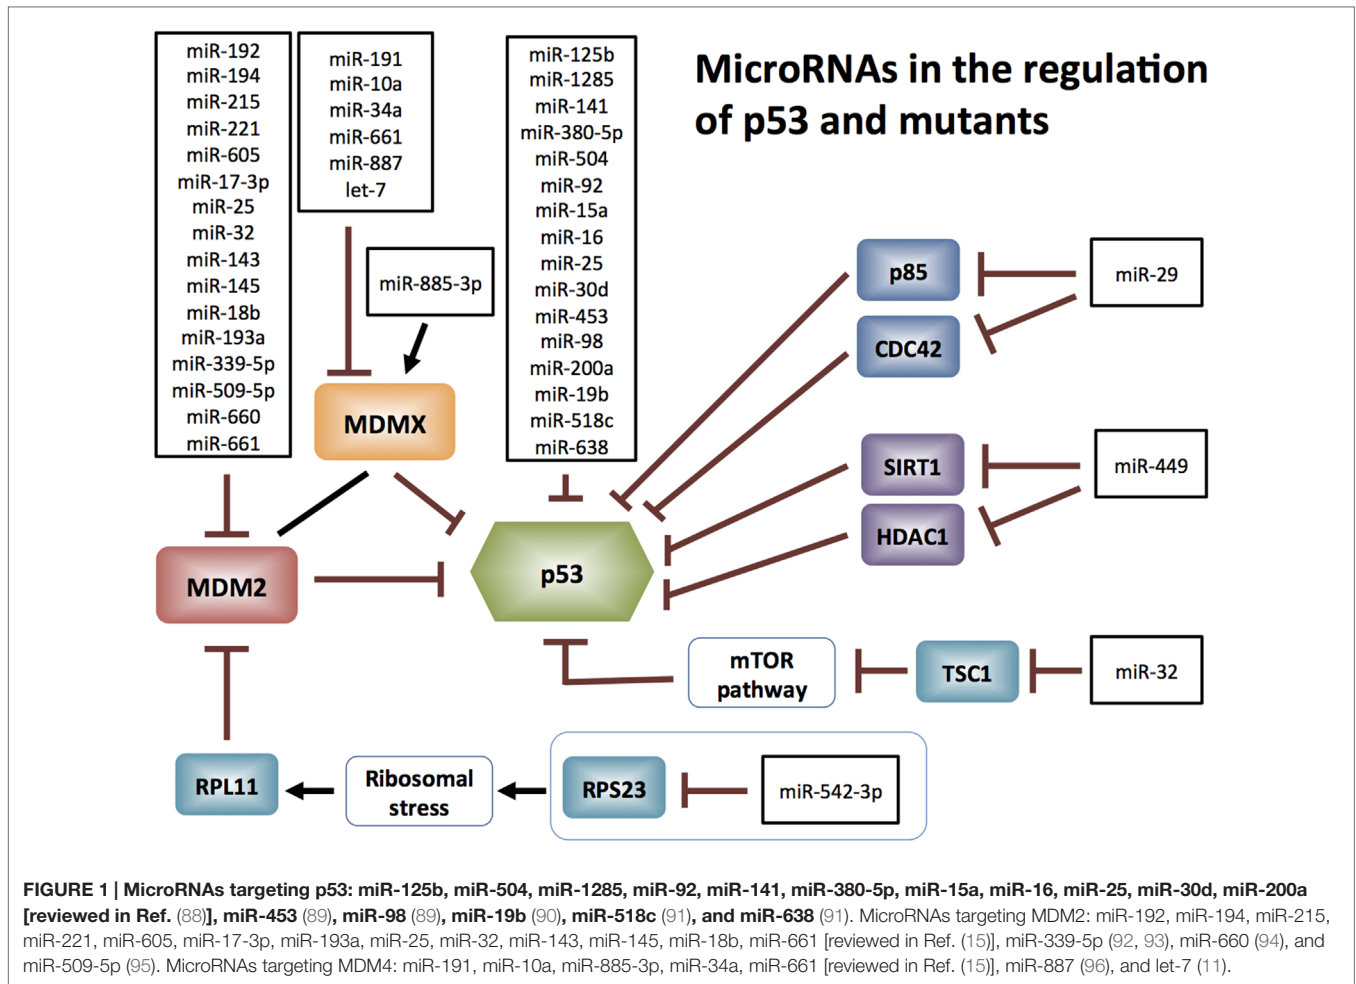 MicroRNAs in the regulation
of p53 and mutants
miR-192
miR-194
miR-215
miR-221
miR-605
miR-17-3p
miR-25
miR-32
miR-143
miR-145
miR-18b
miR-193a
miR-339-5p
miR-509-5p
miR-660
miR-661
miR-191
miR-10a
miR-34a
miR-661
miR-887
let-7
miR-885-3p
miR-125b
miR-1285
miR-141
miR-380-5p
miR-504
miR-92
miR-15a
miR-16
miR-25
miR-30d
miR-453
miR-98
miR-200a
miR-19b
miR-518c
miR-638
p85
miR-29
CDC42
MDMX
SIRT1
miR-449
HDAC1
MDM2
p53
mTOR
pathway
TSC1
miR-32
RPL11
Ribosomal
stress
RPS23
miR-542-3p
FIGURE 1 | MicroRNAs targeting p53: miR-125b, miR-504, miR-1285, miR-92, miR-141, miR-380-5p, miR-15a, miR-16, miR-25, miR-30d, miR-200a
[reviewed in Ref. (88)], miR-453 (89), miR-98 (89), miR-19b (90), miR-518c (91), and miR-638 (91). MicroRNAs targeting MDM2: miR-192, miR-194, miR-215,
miR-221, miR-605, miR-17-3p, miR-193a, miR-25, miR-32, miR-143, miR-145, miR-18b, miR-661 [reviewed in Ref. (15)], miR-339-5p (92, 93), miR-660 (94), and
miR-509-5p (95). MicroRNAs targeting MDM4: miR-191, miR-10a, miR-885-3p, miR-34a, miR-661 [reviewed in Ref. (15)], miR-887 (96), and let-7 (11).